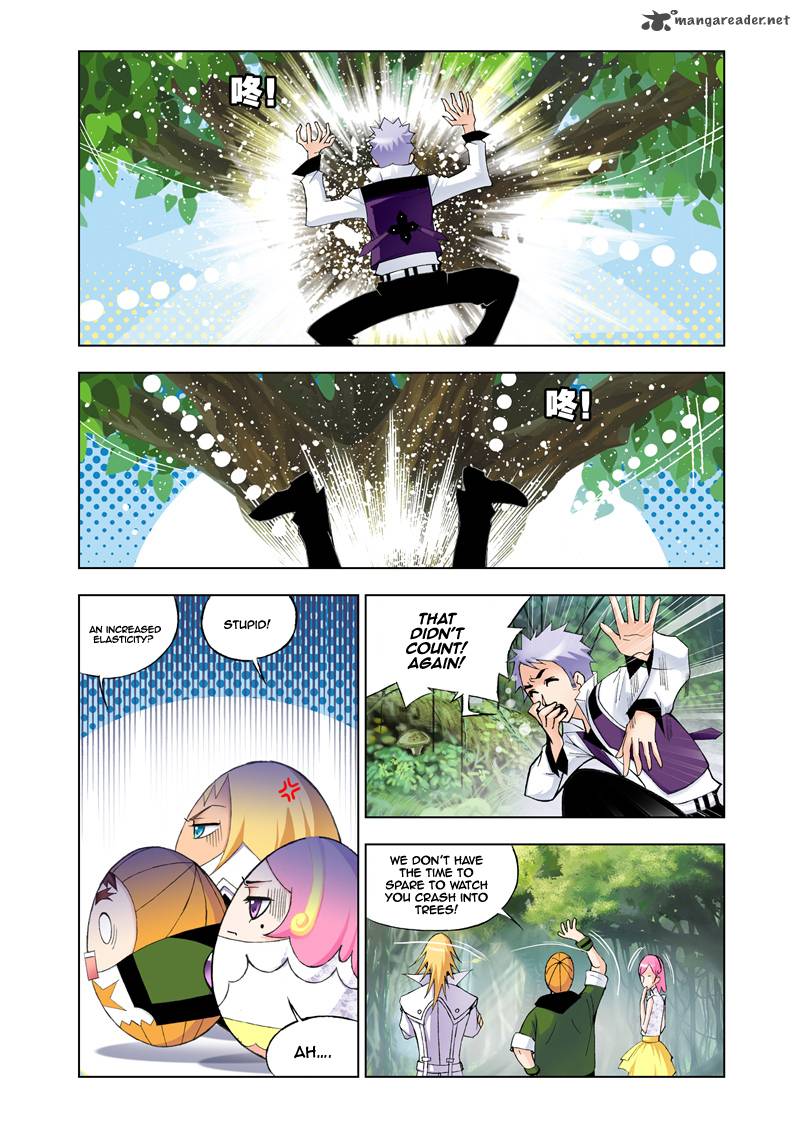 mangareader.net
咚!
咚!
AN INCREASED
ELASTICITY?
STUPID!
THAT
DIDN'T
COUNT!
AGAIN!
AH....
WE DON'T HAVE
THE TIME TO
SPARE TO WATCH
YOU CRASH INTO
TREES!